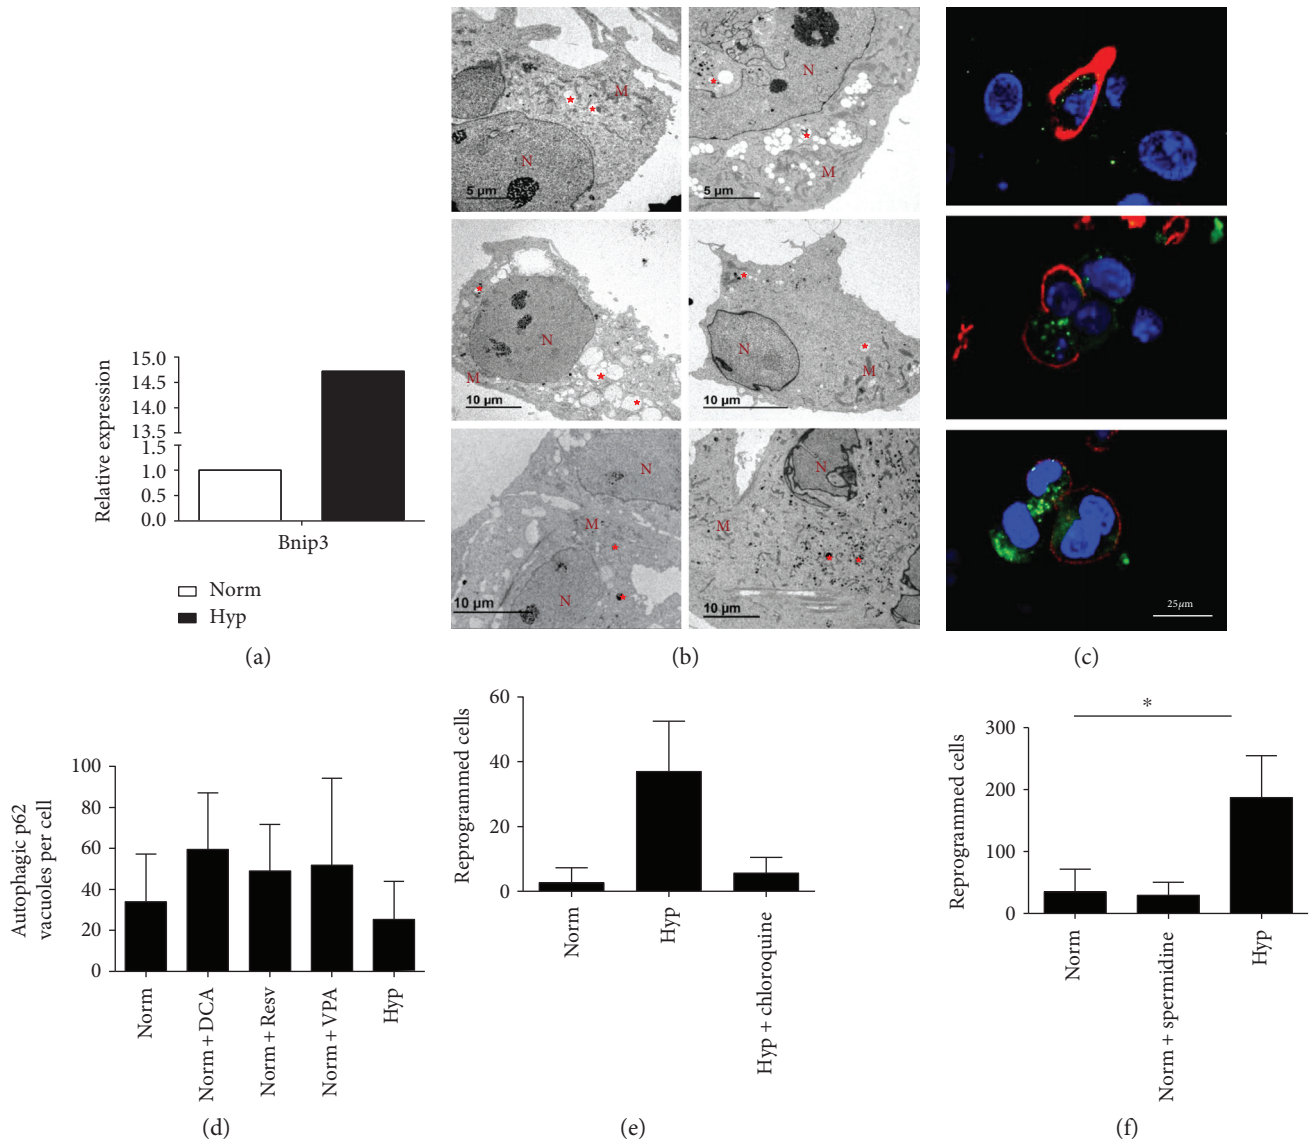 Relative expression
15.0
14.5
14.0
13.5
1.5
1.0
0.5
0.0
Bnip3
Norm
Hyp
(a)
M
N
5 µm
N
M
5 µm
N
M
10 µm
N
M
10 µm
N
M
N
10 µm
N
M
10 µm
(b)
25µm
(c)
Autophagic p62
vacuoles per cell
100
80
60
40
20
0
Norm
Norm + DCA
Norm + Resv
Norm + VPA
Hyp
(d)
Reprogrammed cells
60
40
20
0
Norm
Hyp
Hyp + chloroquine
(e)
Reprogrammed cells
300
200
100
0
*
Norm
Norm + spermidine
Hyp
(f)